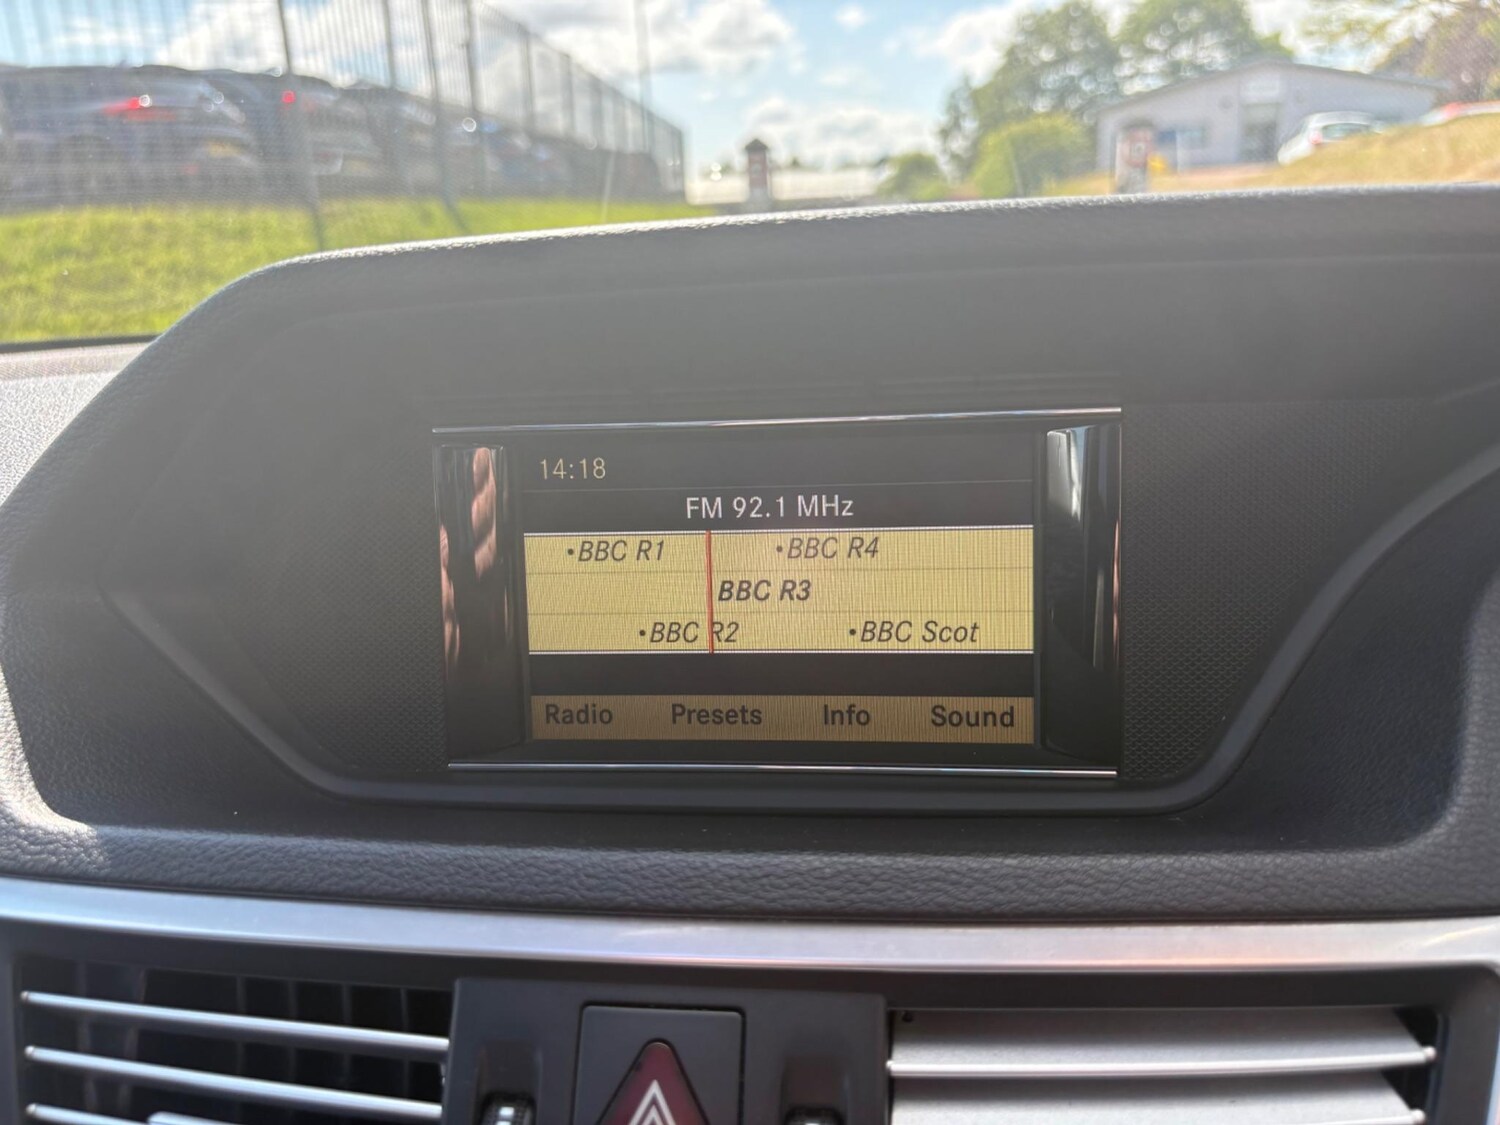 14:18
FM 92.1 MHz
•BBC R1 •BBC R4
BBC R3
•BBC R2 •BBC Scot
Radio Presets Info Sound